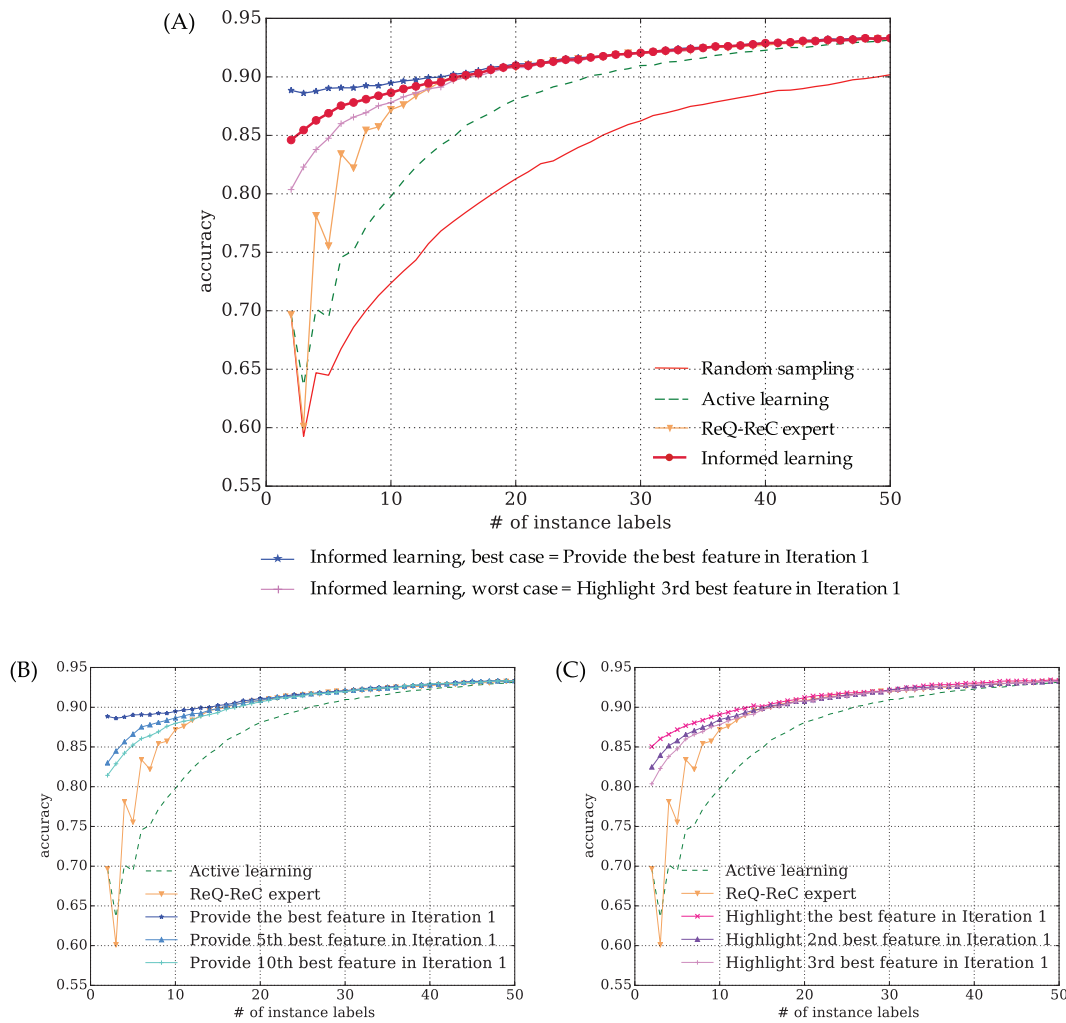 (A)
0.95
0.90
0.85
0.80
0.75
0.70
0.65
0.60
0.55
accuracy
Random sampling
Active learning
ReQ-ReC expert
Informed learning
0 10 20 30 40 50
# of instance labels
Informed learning, best case = Provide the best feature in Iteration 1
Informed learning, worst case = Highlight 3rd best feature in Iteration 1
(B)
0.95
0.90
0.85
0.80
0.75
0.70
0.65
0.60
0.55
accuracy
Active learning
ReQ-ReC expert
Provide the best feature in Iteration 1
Provide 5th best feature in Iteration 1
Provide 10th best feature in Iteration 1
0 10 20 30 40 50
# of instance labels
(C)
0.95
0.90
0.85
0.80
0.75
0.70
0.65
0.60
0.55
accuracy
Active learning
ReQ-ReC expert
Highlight the best feature in Iteration 1
Highlight 2nd best feature in Iteration 1
Highlight 3rd best feature in Iteration 1
0 10 20 30 40 50
# of instance labels